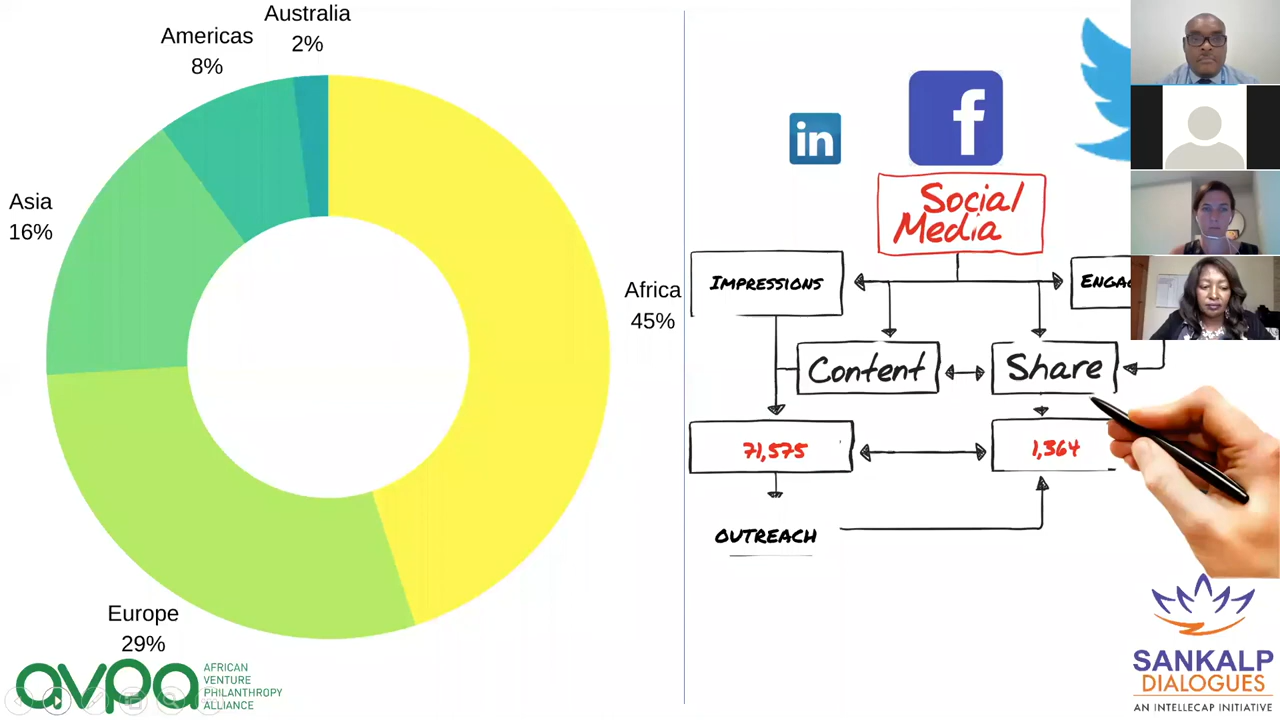 Australia
2%
Americas
8%
Asia
16%
Africa
45%
Europe
29%
avpa
AFRICAN
VENTURE
PHILANTHROPY
ALLIANCE
in
f
Social
Media
IMPRESSIONS
Content
Share
71,575
1,364
OUTREACH
SANKALP
DIALOGUES
AN INTELLECAP INITIATIVE